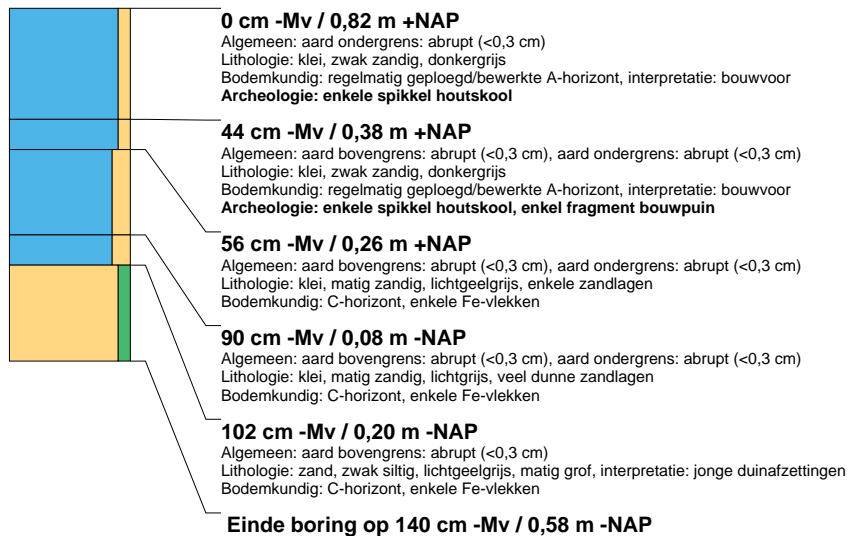 0 cm -Mv / 0,82 m +NAP
Algemeen: aard ondergrens: abrupt (<0,3 cm)
Lithologie: klei, zwak zandig, donkergrijs
Bodemkundig: regelmatig geploegd/bewerkte A-horizont, interpretatie: bouwvoor
Archeologie: enkele spikkel houtskool
44 cm -Mv / 0,38 m +NAP
Algemeen: aard bovengrens: abrupt (<0,3 cm), aard ondergrens: abrupt (<0,3 cm)
Lithologie: klei, zwak zandig, donkergrijs
Bodemkundig: regelmatig geploegd/bewerkte A-horizont, interpretatie: bouwvoor
Archeologie: enkele spikkel houtskool, enkel fragment bouwpuin
56 cm -Mv / 0,26 m +NAP
Algemeen: aard bovengrens: abrupt (<0,3 cm), aard ondergrens: abrupt (<0,3 cm)
Lithologie: klei, matig zandig, lichtgeelgrijs, enkele zandlagen
Bodemkundig: C-horizont, enkele Fe-vlekken
90 cm -Mv / 0,08 m -NAP
Algemeen: aard bovengrens: abrupt (<0,3 cm), aard ondergrens: abrupt (<0,3 cm)
Lithologie: klei, matig zandig, lichtgrijs, veel dunne zandlagen
Bodemkundig: C-horizont, enkele Fe-vlekken
102 cm -Mv / 0,20 m -NAP
Algemeen: aard bovengrens: abrupt (<0,3 cm)
Lithologie: zand, zwak siltig, lichtgeelgrijs, matig grof, interpretatie: jonge duinafzettingen
Bodemkundig: C-horizont, enkele Fe-vlekken
Einde boring op 140 cm -Mv / 0,58 m -NAP